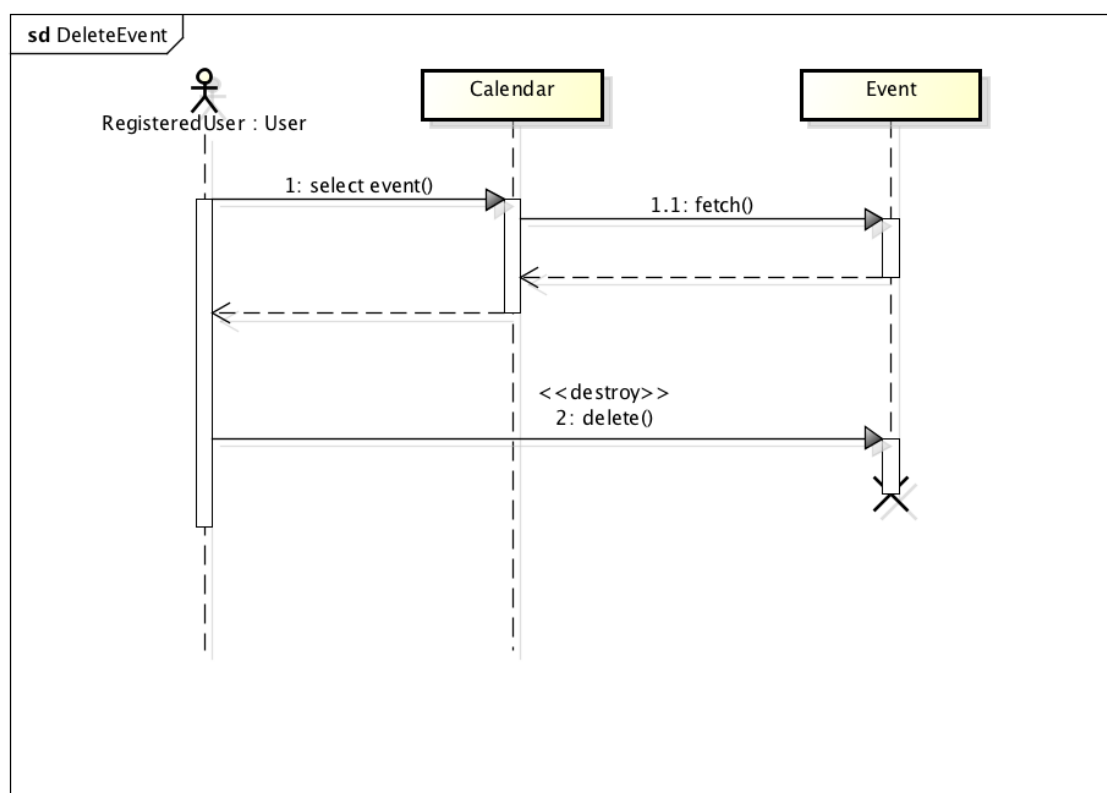 sd DeleteEvent
RegisteredUser : User
Calendar
Event
1: select event()
1.1: fetch()
<<destroy>>
2: delete()